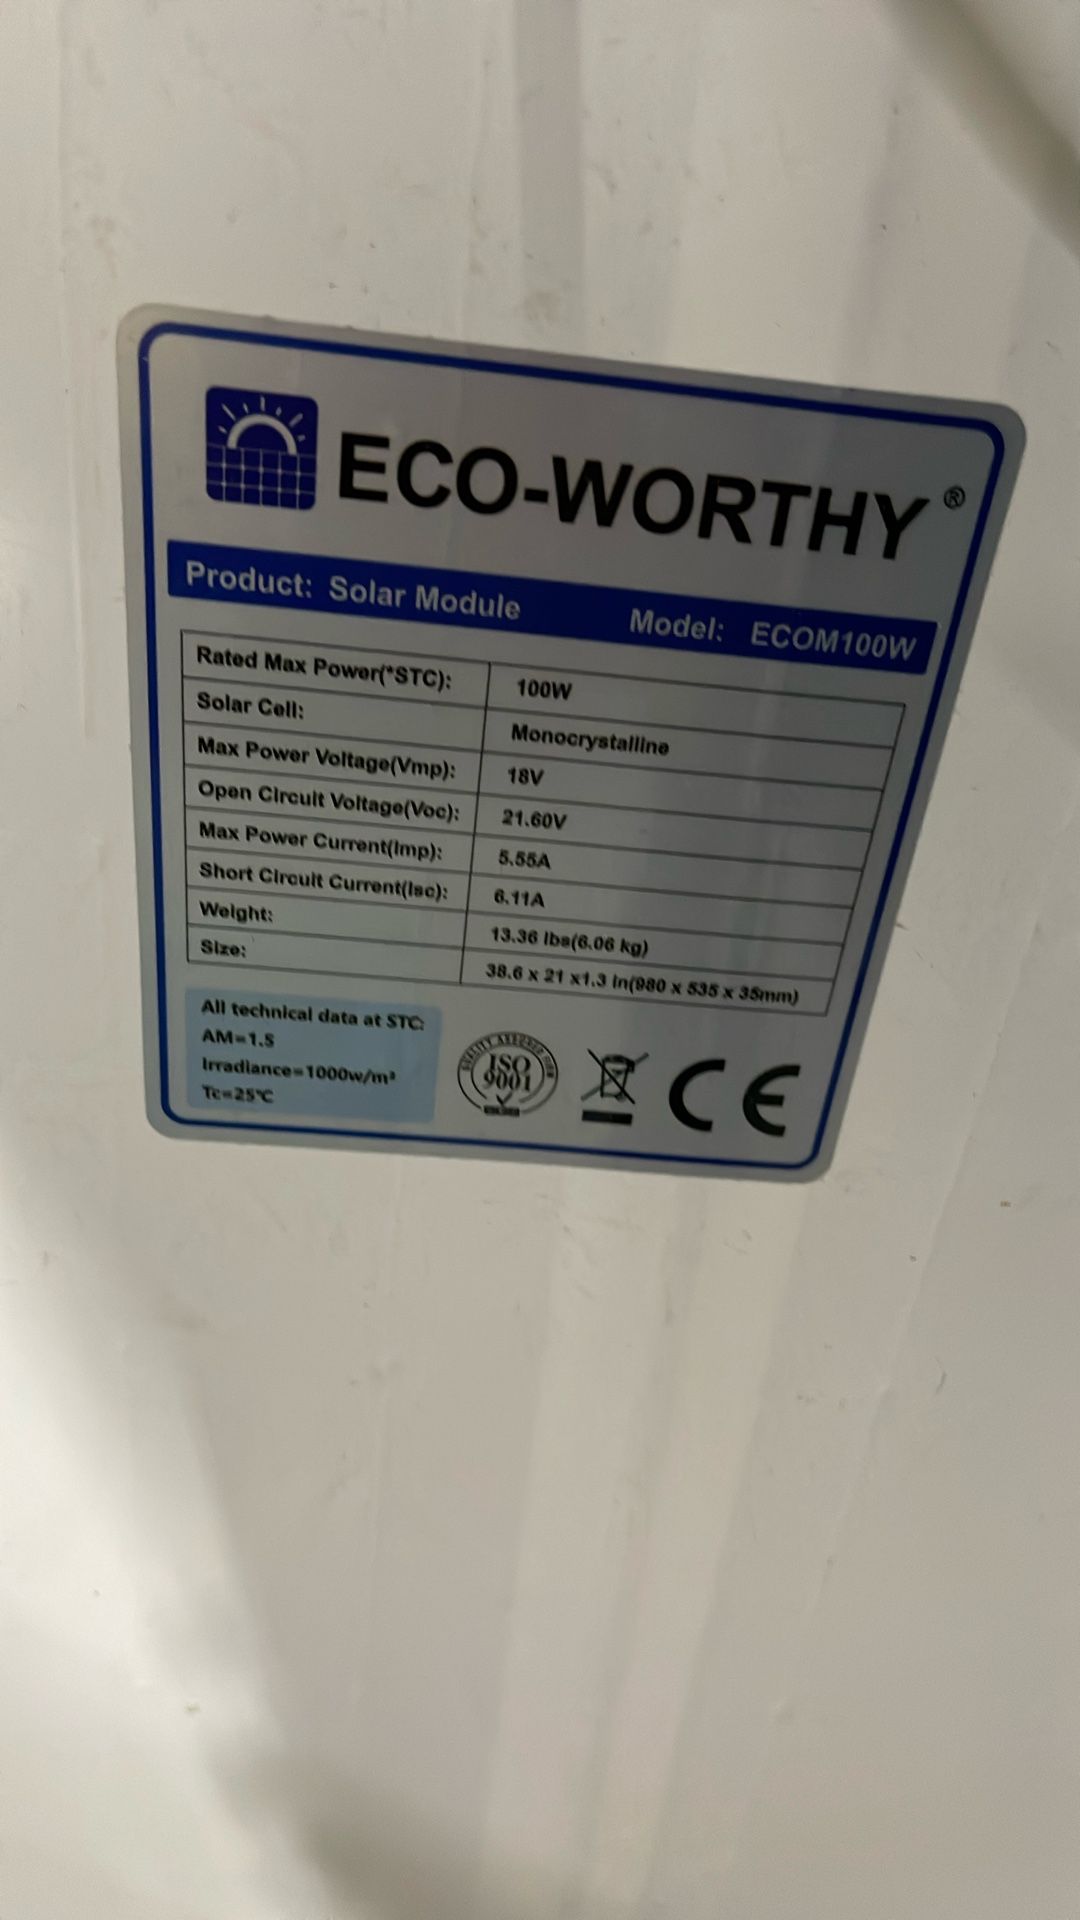 ECO-WORTHY®
Product: Solar Module Model: ECOM100W
Rated Max Power(*STC): 100W
Solar Cell: Monocrystalline
Max Power Voltage(Vmp): 18V
Open Circuit Voltage(Voc): 21.60V
Max Power Current(Imp): 5.55A
Short Circuit Current(Isc): 6.11A
Weight: 13.36 lbs(6.06 kg)
Size: 38.6 x 21 x1.3 in(980 x 535 x 35mm)
All technical data at STC:
AM=1.5
Irradiance=1000w/m²
Tc=25℃
QUALITY ASSURED FIRM
ISO
9001
CE